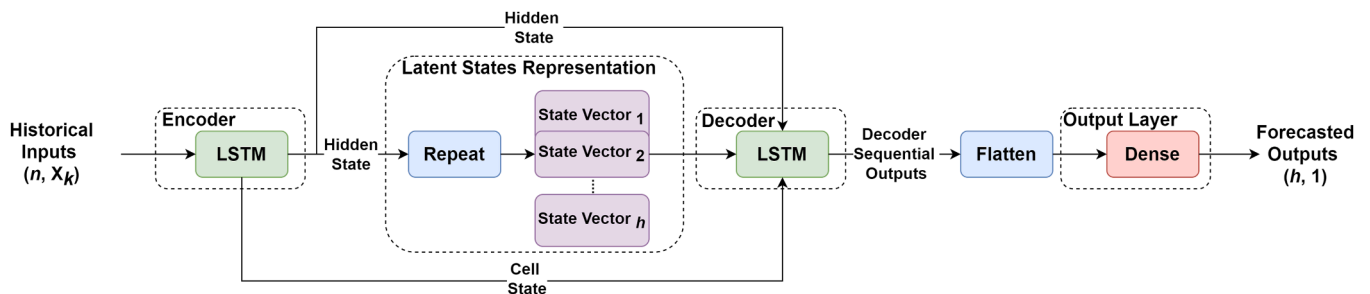 Hidden
State
Latent States Representation
Historical
Inputs
(n, Xk)
Encoder
LSTM
Hidden
State
Repeat
State Vector 1
State Vector 2
State Vector h
Decoder
LSTM
Decoder
Sequential
Outputs
Flatten
Output Layer
Dense
Forecasted
Outputs
(h, 1)
Cell
State